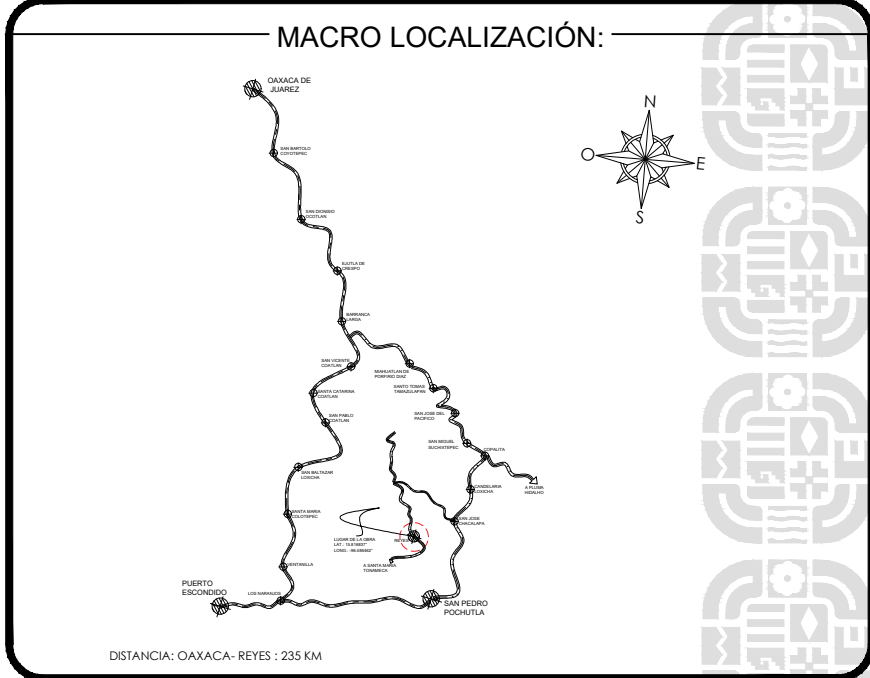 MACRO LOCALIZACIÓN:
OAXACA DE
JUAREZ
N
O
E
S
SAN BARTOLO
COYOTEPEC
SAN DIONISIO
OCOTLAN
EJUTLA DE
CRESPO
BARRANCA
LARGA
SAN VICENTE
COATLAN
MIAHUATLAN DE
PORFIRIO DIAZ
SANTO TOMAS
TAMAZULAPAN
SANTA CATARINA
COATLAN
SAN PABLO
COATLAN
SAN JOSE DEL
PACIFICO
SAN MIGUEL
SUCHIXTEPEC
COPALITA
SAN BALTAZAR
LOXICHA
CANDELARIA
LOXICHA
A PLUMA
HIDALHO
SANTA MARIA
COLOTEPEC
SAN JOSE
CHACALAPA
LUGAR DE LA OBRA
REYES
A SANTA MARIA
TONAMECA
VENTANILLA
PUERTO
ESCONDIDO
LOS NARANJOS
SAN PEDRO
POCHUTLA
DISTANCIA: OAXACA- REYES : 235 KM